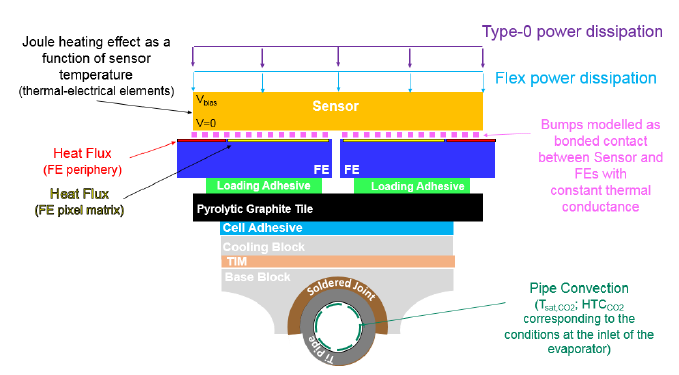 Type-0 power dissipation
Joule heating effect as a
function of sensor
temperature
(thermal-electrical elements)
Flex power dissipation
Vbias
Sensor
V=0
Bumps modelled as
bonded contact
between Sensor and
FEs with
constant thermal
conductance
Heat Flux
(FE periphery)
FE
FE
Heat Flux
(FE pixel matrix)
Loading Adhesive
Loading Adhesive
Pyrolytic Graphite Tile
Cell Adhesive
Cooling Block
TIM
Base Block
Soldered Joint
Ti Pipe
Pipe Convection
(Tsat,CO2; HTCCO2
corresponding to the
conditions at the inlet of the
evaporator)